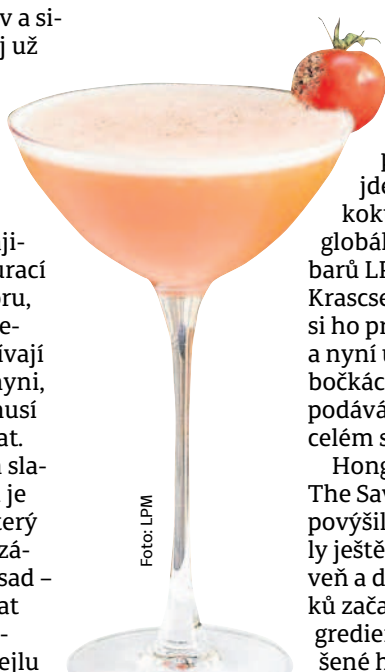 v a si-
j už
ji-
urací
oru,
e-
ívají
yni,
usí
at.
sla-
je
terý
zá-
sad –
at
-
ejlu
Foto: LPM
jde
kokt
globál
barů LP
Krascse
si ho pr
a nyní u
bočkác
podává
celém s
Hong
The Sav
povýšil
ly ještě
veň a d
ků zača
gredien
šené h